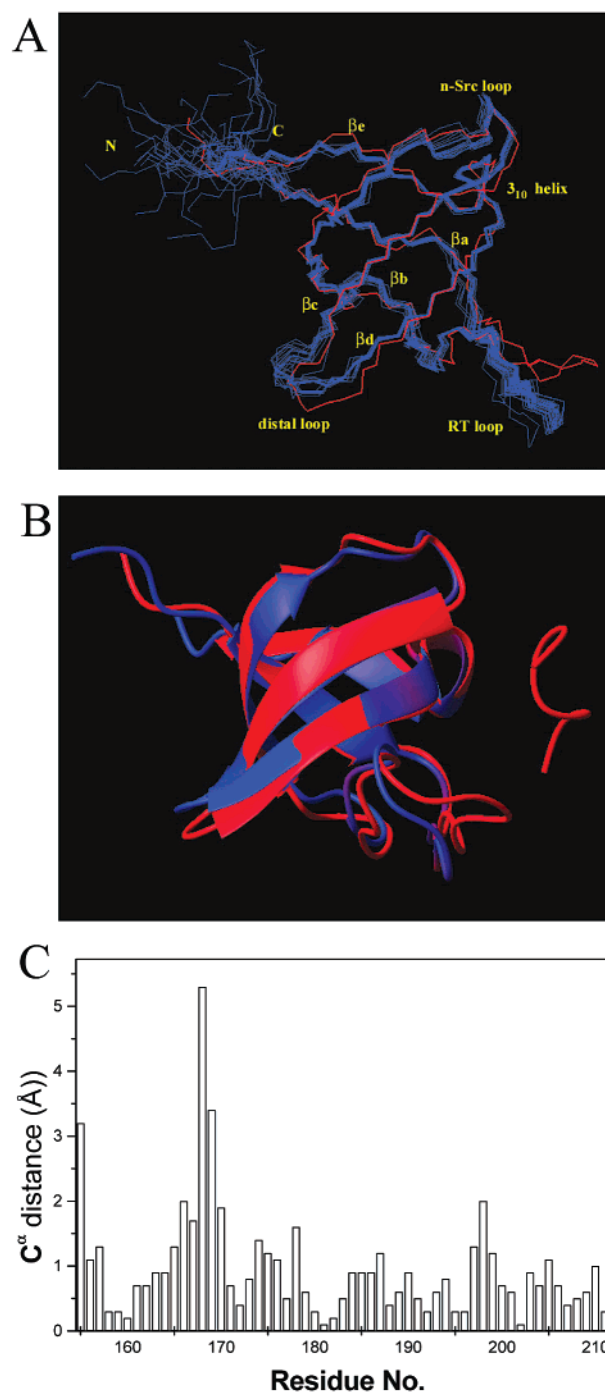 A
n-Src loop
N
C
βe
3₁₀ helix
βa
βb
βc
βd
distal loop
RT loop
B
C
5
4
3
2
1
0
Cα distance (Å))
160 170 180 190 200 210
Residue No.